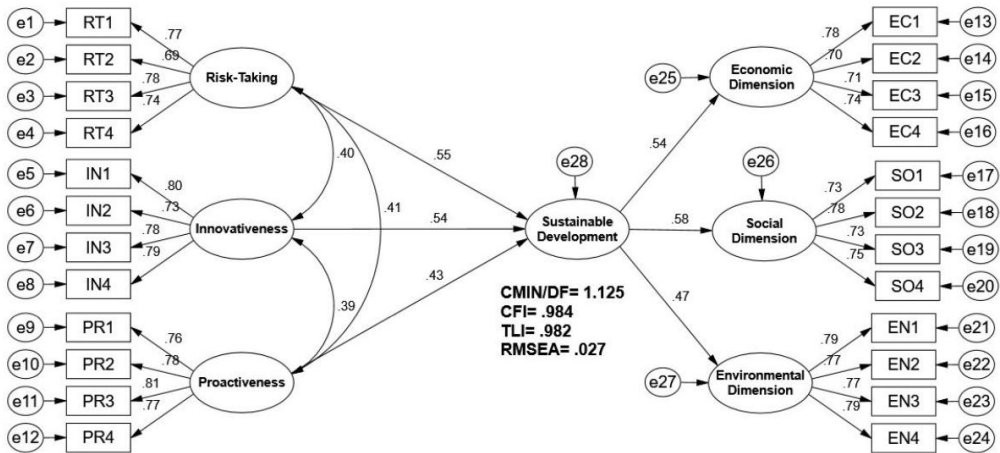 e1
RT1
.77
e2
RT2
.69
e3
RT3
.78
e4
RT4
.74
Risk-Taking
e5
IN1
.80
e6
IN2
.73
e7
IN3
.78
e8
IN4
.79
Innovativeness
e9
PR1
.76
e10
PR2
.78
e11
PR3
.81
e12
PR4
.77
Proactiveness
.40
.41
.39
.55
.54
.43
e28
Sustainable
Development
CMIN/DF= 1.125
CFI= .984
TLI= .982
RMSEA= .027
.54
.58
.47
e25
Economic
Dimension
.78
EC1
e13
.70
EC2
e14
.71
EC3
e15
.74
EC4
e16
e26
Social
Dimension
.73
SO1
e17
.78
SO2
e18
.73
SO3
e19
.75
SO4
e20
e27
Environmental
Dimension
.79
EN1
e21
.77
EN2
e22
.77
EN3
e23
.79
EN4
e24